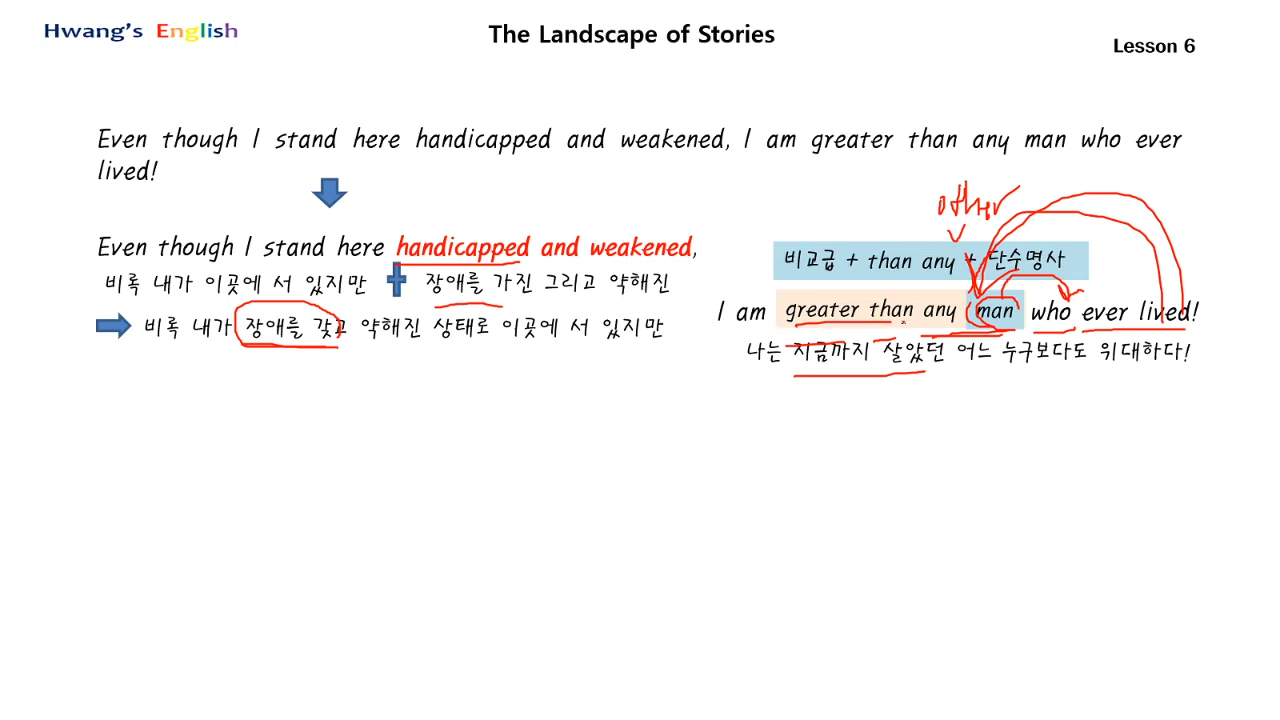 Hwang's English
The Landscape of Stories
Lesson 6
Even though I stand here handicapped and weakened, I am greater than any man who ever
lived!
Even though I stand here handicapped and weakened,
비록 내가 이곳에 서 있지만 장애를 가진 그리고 약해진
비록 내가 장애를 갖고 약해진 상태로 이곳에 서 있지만
other
비교급 + than any + 단수명사
I am greater than any man who ever lived!
나는 지금까지 살았던 어느 누구보다도 위대하다!